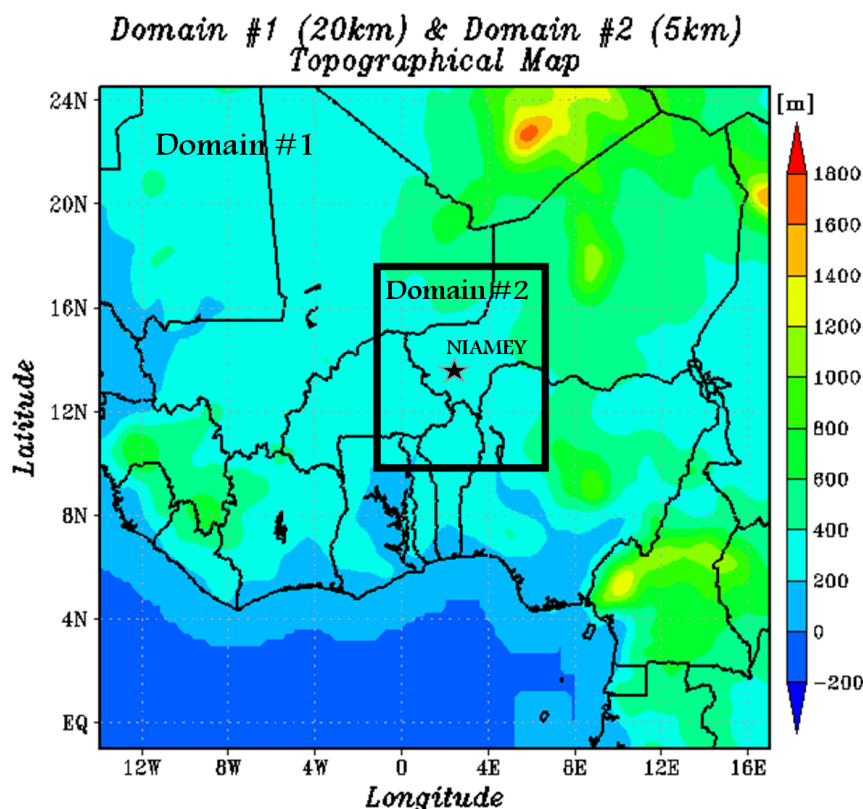 Domain #1 (20km) & Domain #2 (5km)
Topographical Map
[m]
24N
Domain #1
1800
20N
1600
Domain #2
1400
16N
1200
NIAMEY
1000
12N
800
600
8N
400
200
4N
0
-200
EQ
12W 8W 4W 0 4E 8E 12E 16E
Latitude
Longitude